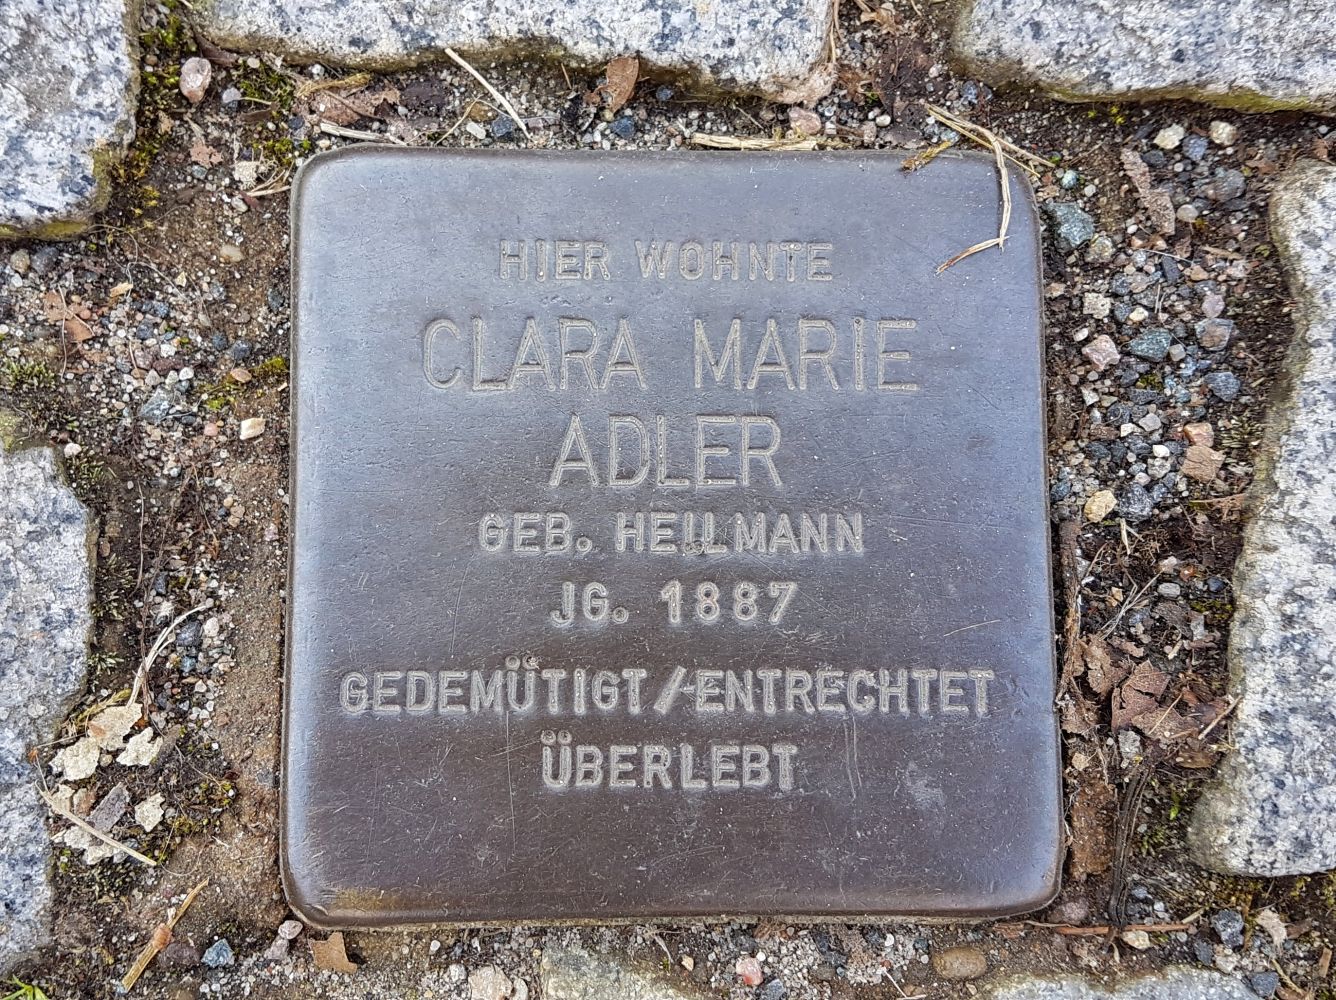 HIER WOHNTE
CLARA MARIE
ADLER
GEB. HEILMANN
JG. 1887
GEDEMÜTIGT/ENTRECHTET
ÜBERLEBT